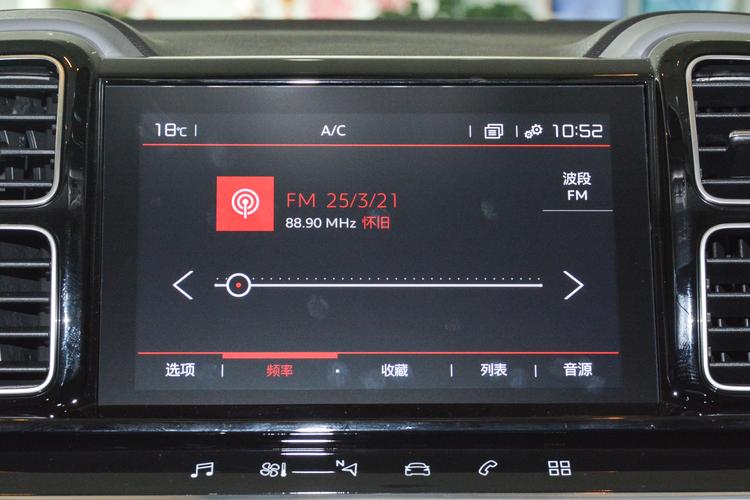 18℃ A/C 10:52
波段
FM
FM 25/3/21
88.90 MHz 怀旧
选项 频率 收藏 列表 音源
N